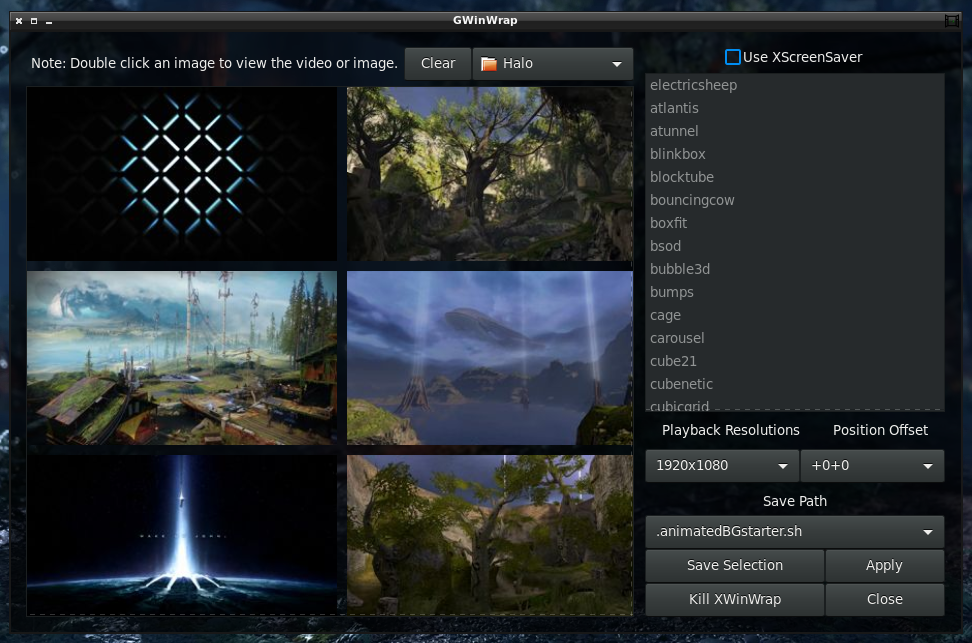 GWinWrap
Note: Double click an image to view the video or image.
Clear
Halo
Use XScreenSaver
electricsheep
atlantis
atunnel
blinkbox
blocktube
bouncingcow
boxfit
bsod
bubble3d
bumps
cage
carousel
cube21
cubenetic
cubicgrid
Playback Resolutions
Position Offset
1920x1080
+0+0
Save Path
.animatedBGstarter.sh
Save Selection
Apply
Kill XWinWrap
Close